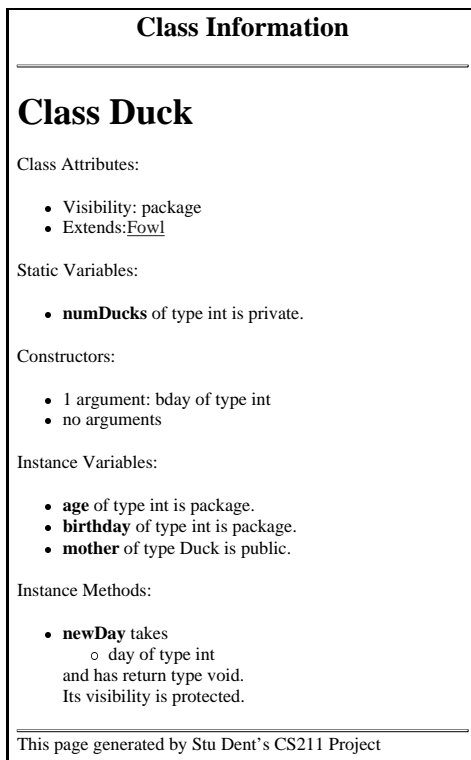 Class Information
Class Duck
Class Attributes:
Visibility: package
Extends:Fowl
Static Variables:
numDucks of type int is private.
Constructors:
1 argument: bday of type int
no arguments
Instance Variables:
age of type int is package.
birthday of type int is package.
mother of type Duck is public.
Instance Methods:
newDay takes
day of type int
and has return type void.
Its visibility is protected.
This page generated by Stu Dent's CS211 Project